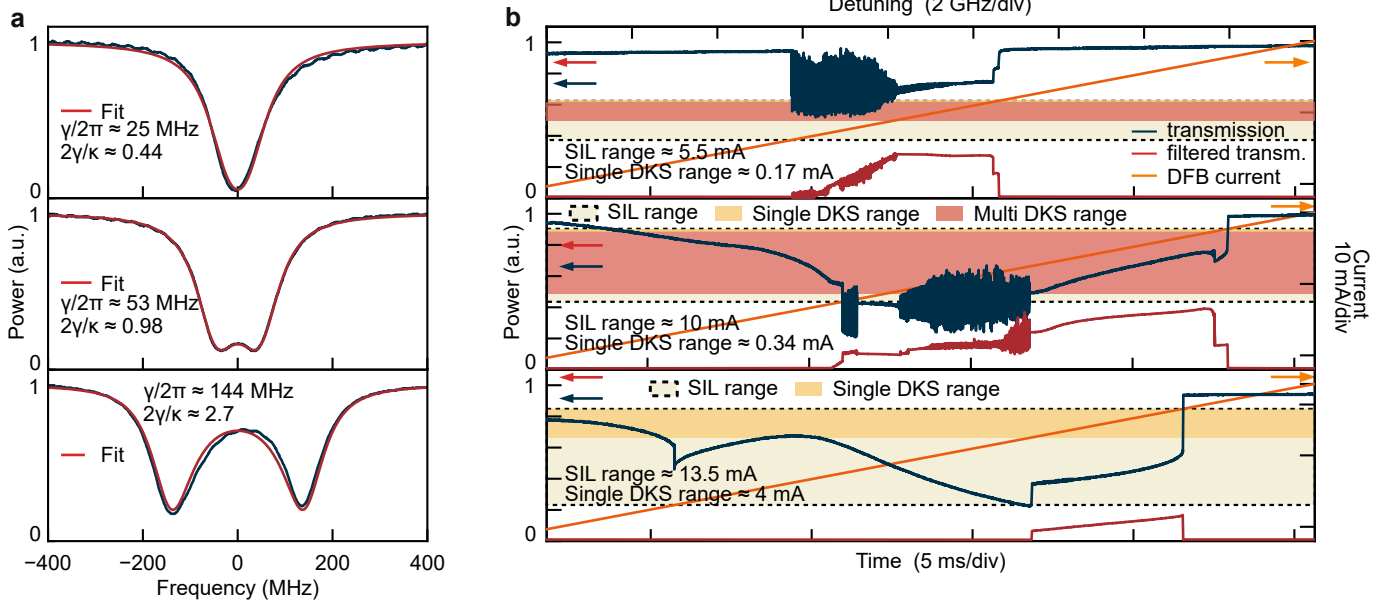 a
b
Detuning (2 GHz/div)
1
Fit
γ/2π ≈ 25 MHz
2γ/κ ≈ 0.44
0
1
Fit
γ/2π ≈ 53 MHz
2γ/κ ≈ 0.98
0
1
γ/2π ≈ 144 MHz
2γ/κ ≈ 2.7
Fit
0
−400
−200
0
200
400
Frequency (MHz)
Power (a.u.)
1
transmission
filtered transm.
DFB current
SIL range ≈ 5.5 mA
Single DKS range ≈ 0.17 mA
0
1
SIL range
Single DKS range
Multi DKS range
SIL range ≈ 10 mA
Single DKS range ≈ 0.34 mA
0
1
SIL range
Single DKS range
SIL range ≈ 13.5 mA
Single DKS range ≈ 4 mA
0
Time (5 ms/div)
Power (a.u.)
Current
10 mA/div